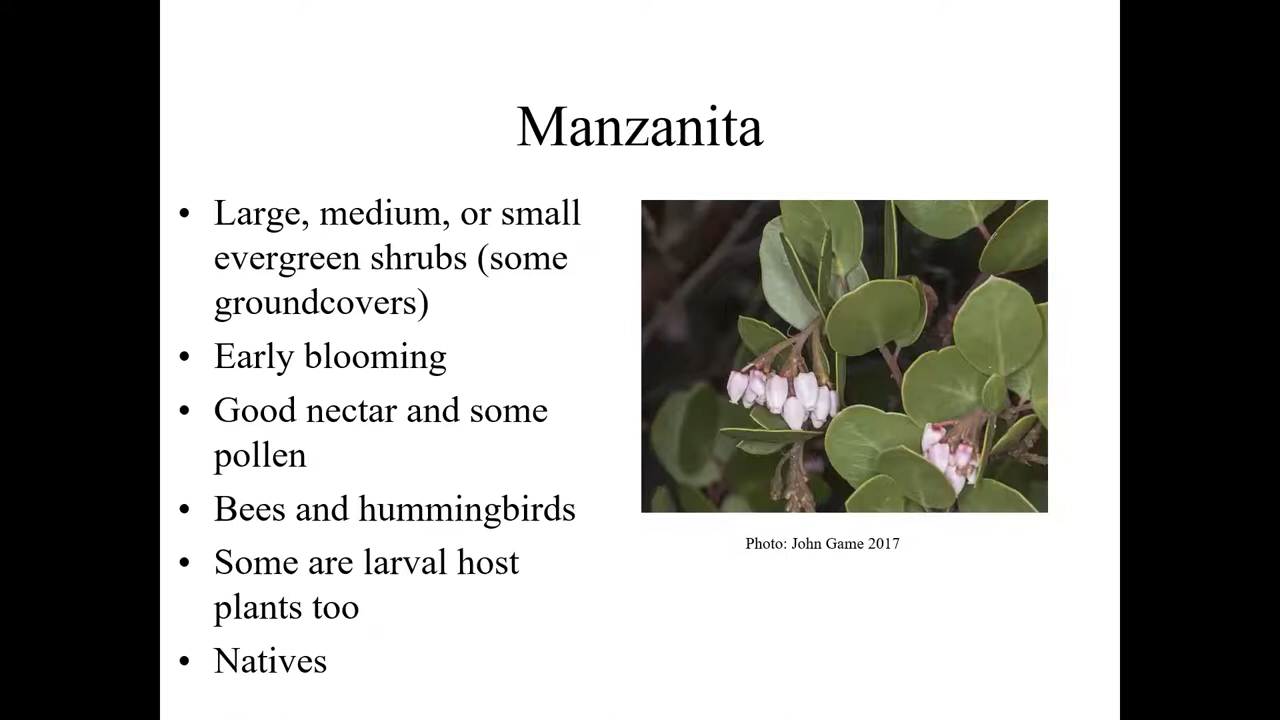 Manzanita
• Large, medium, or small
evergreen shrubs (some
groundcovers)
• Early blooming
• Good nectar and some
pollen
• Bees and hummingbirds
• Some are larval host
plants too
• Natives
Photo: John Game 2017